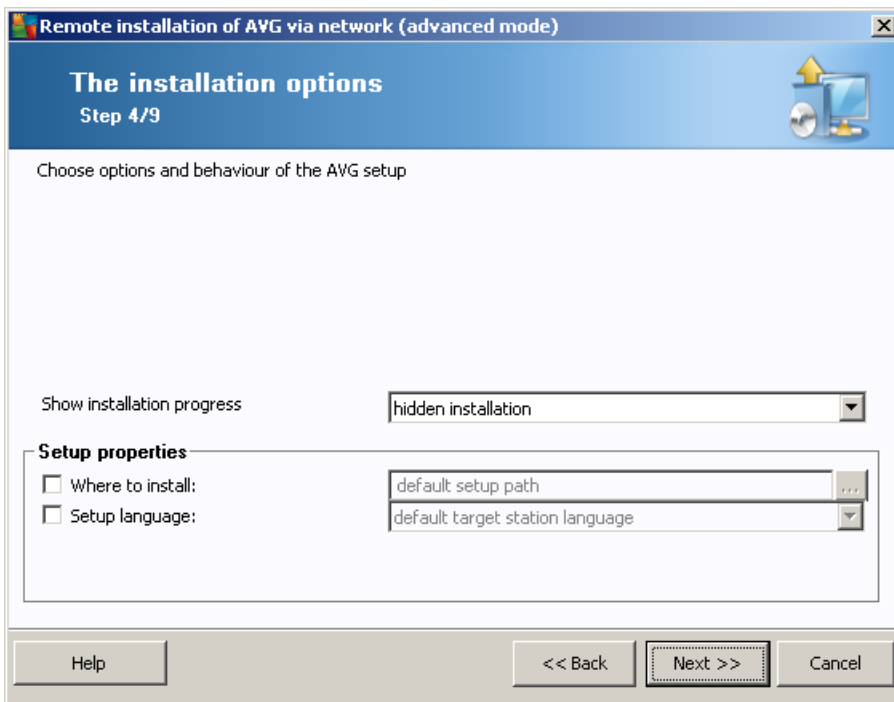 Remote installation of AVG via network (advanced mode)
The installation options
Step 4/9
Choose options and behaviour of the AVG setup
Show installation progress
hidden installation
Setup properties
Where to install:
default setup path
...
Setup language:
default target station language
Help
<< Back
Next >>
Cancel